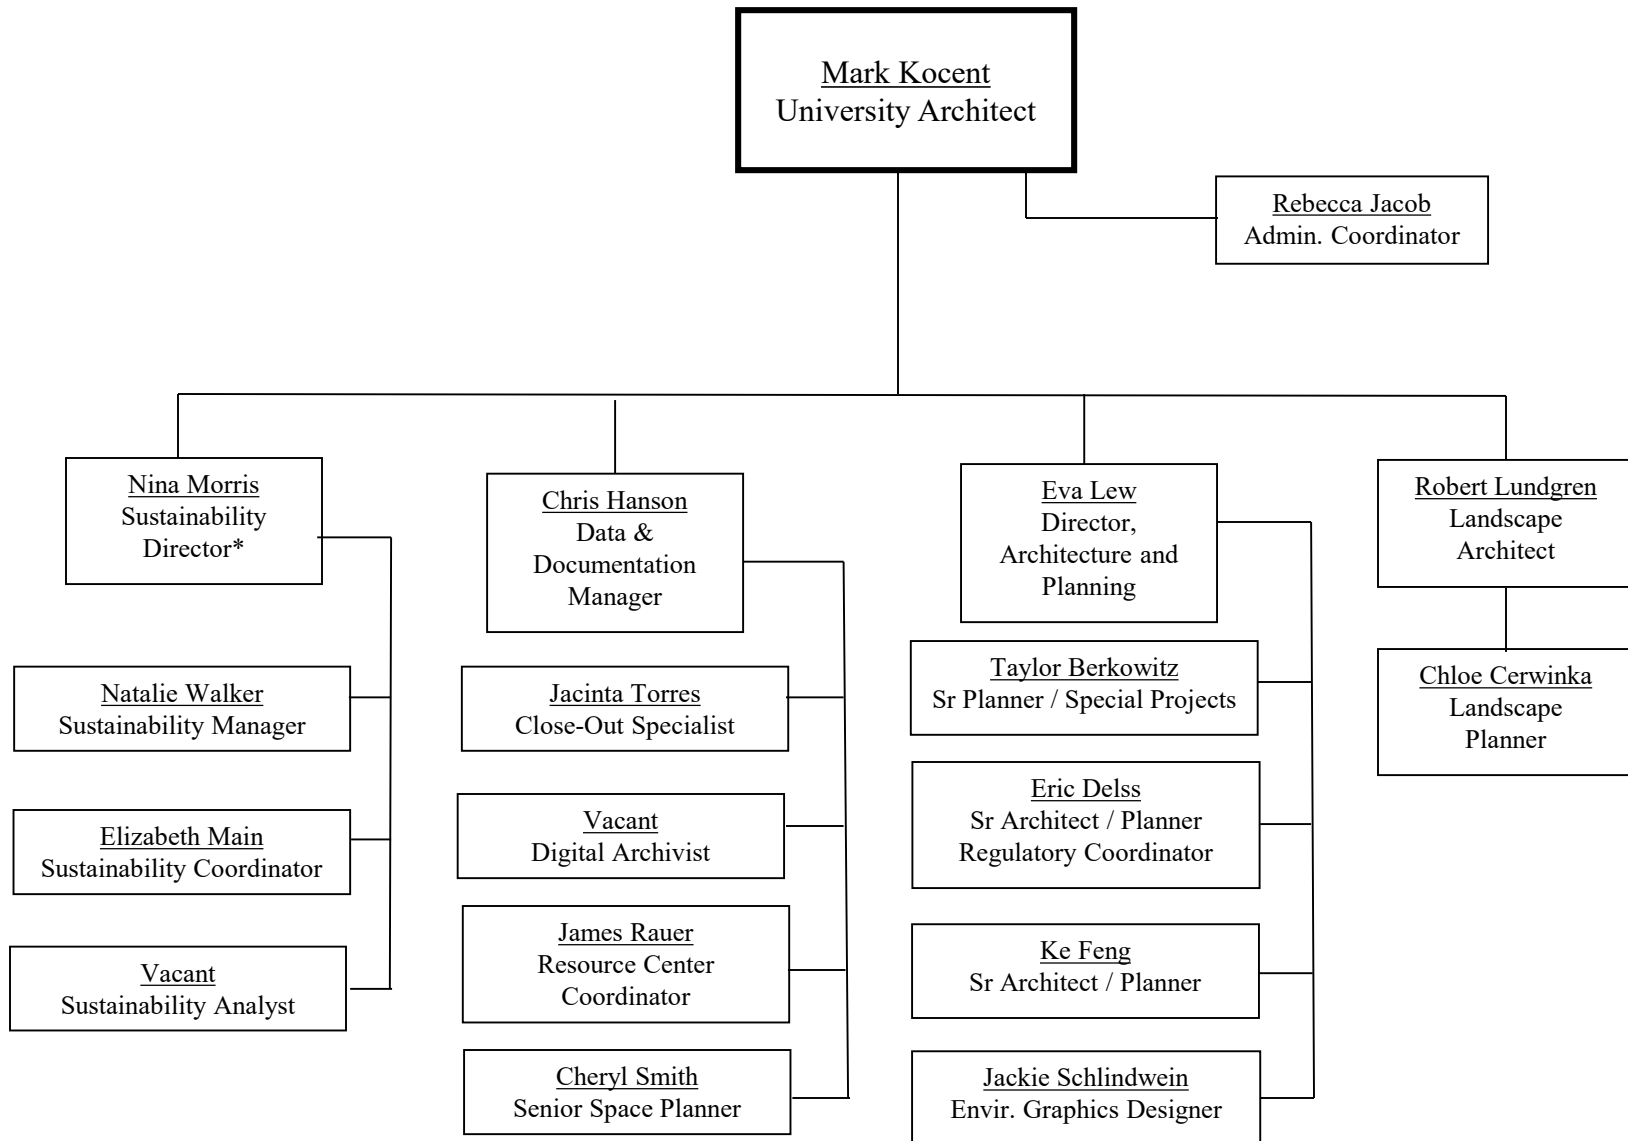 Mark Kocent
University Architect
Rebecca Jacob
Admin. Coordinator
Nina Morris
Sustainability
Director*
Natalie Walker
Sustainability Manager
Elizabeth Main
Sustainability Coordinator
Vacant
Sustainability Analyst
Chris Hanson
Data &
Documentation
Manager
Jacinta Torres
Close-Out Specialist
Vacant
Digital Archivist
James Rauer
Resource Center
Coordinator
Cheryl Smith
Senior Space Planner
Eva Lew
Director,
Architecture and
Planning
Taylor Berkowitz
Sr Planner / Special Projects
Eric Delss
Sr Architect / Planner
Regulatory Coordinator
Ke Feng
Sr Architect / Planner
Jackie Schlindwein
Envir. Graphics Designer
Robert Lundgren
Landscape
Architect
Chloe Cerwinka
Landscape
Planner